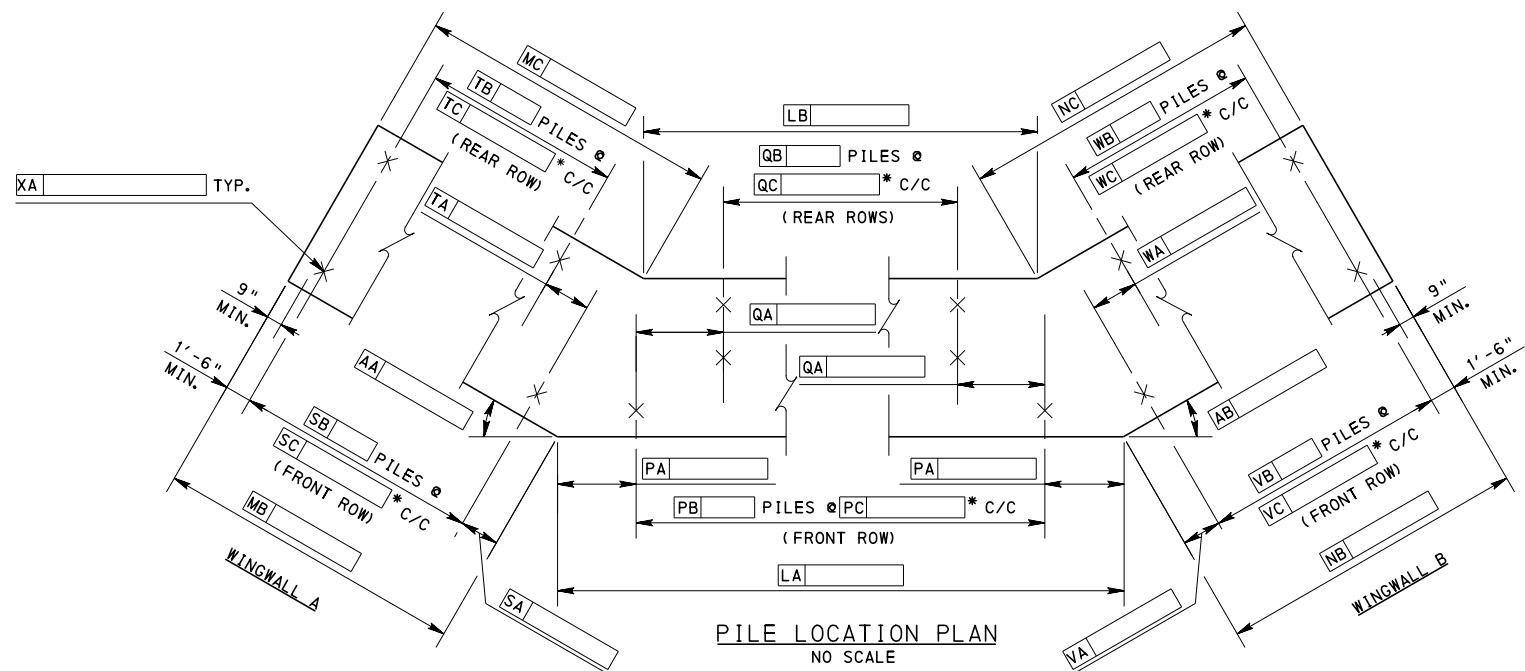 MC
TB PILES @
TC * C/C
(REAR ROW)
LB
QB PILES @
QC * C/C
(REAR ROWS)
NC
WB PILES @
WC * C/C
(REAR ROW)
XA TYP.
TA
WA
QA
QA
9"
MIN.
1'-6"
MIN.
AA
AB
9"
MIN.
1'-6"
MIN.
SB PILES @
SC * C/C
(FRONT ROW)
MB
WINGWALL A
SA
PA
PA
PB PILES @ PC * C/C
(FRONT ROW)
LA
VB PILES @
VC * C/C
(FRONT ROW)
NB
WINGWALL B
VA
PILE LOCATION PLAN
NO SCALE